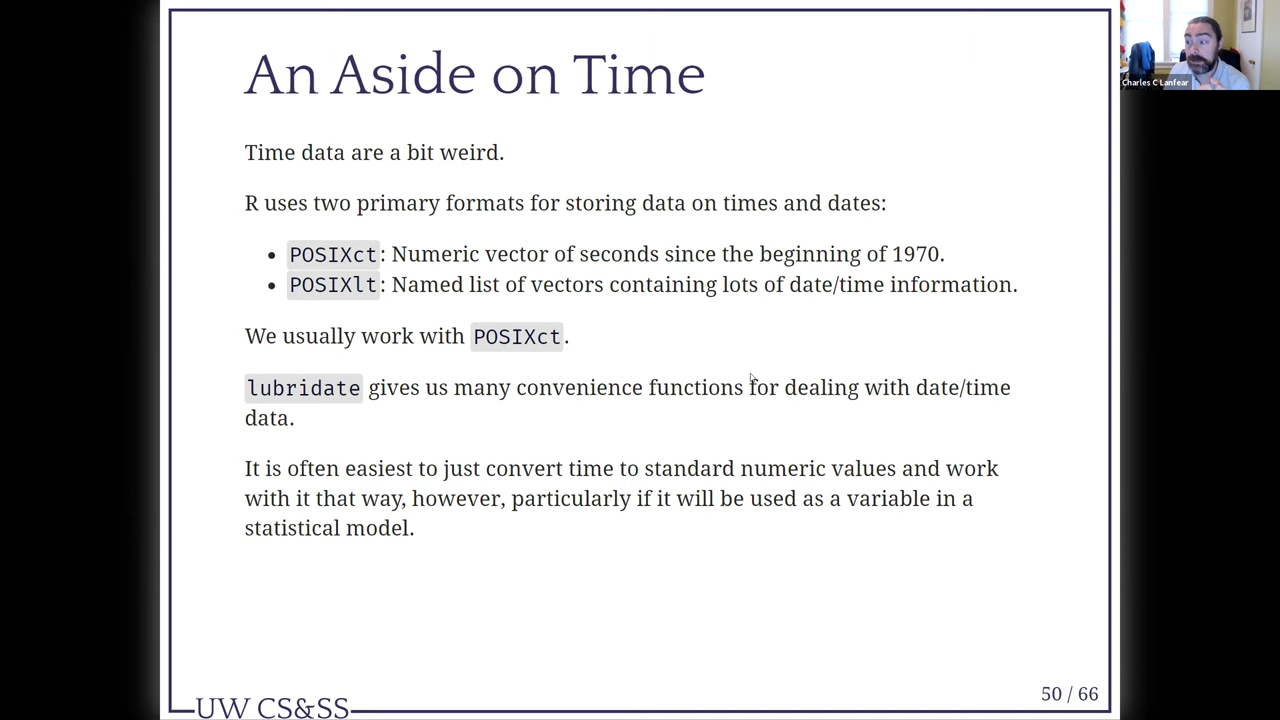 An Aside on Time
Charles C Lanfear
Time data are a bit weird.
R uses two primary formats for storing data on times and dates:
• POSIXct: Numeric vector of seconds since the beginning of 1970.
• POSIXlt: Named list of vectors containing lots of date/time information.
We usually work with POSIXct.
lubridate gives us many convenience functions for dealing with date/time
data.
It is often easiest to just convert time to standard numeric values and work
with it that way, however, particularly if it will be used as a variable in a
statistical model.
50 / 66
UW CS&SS